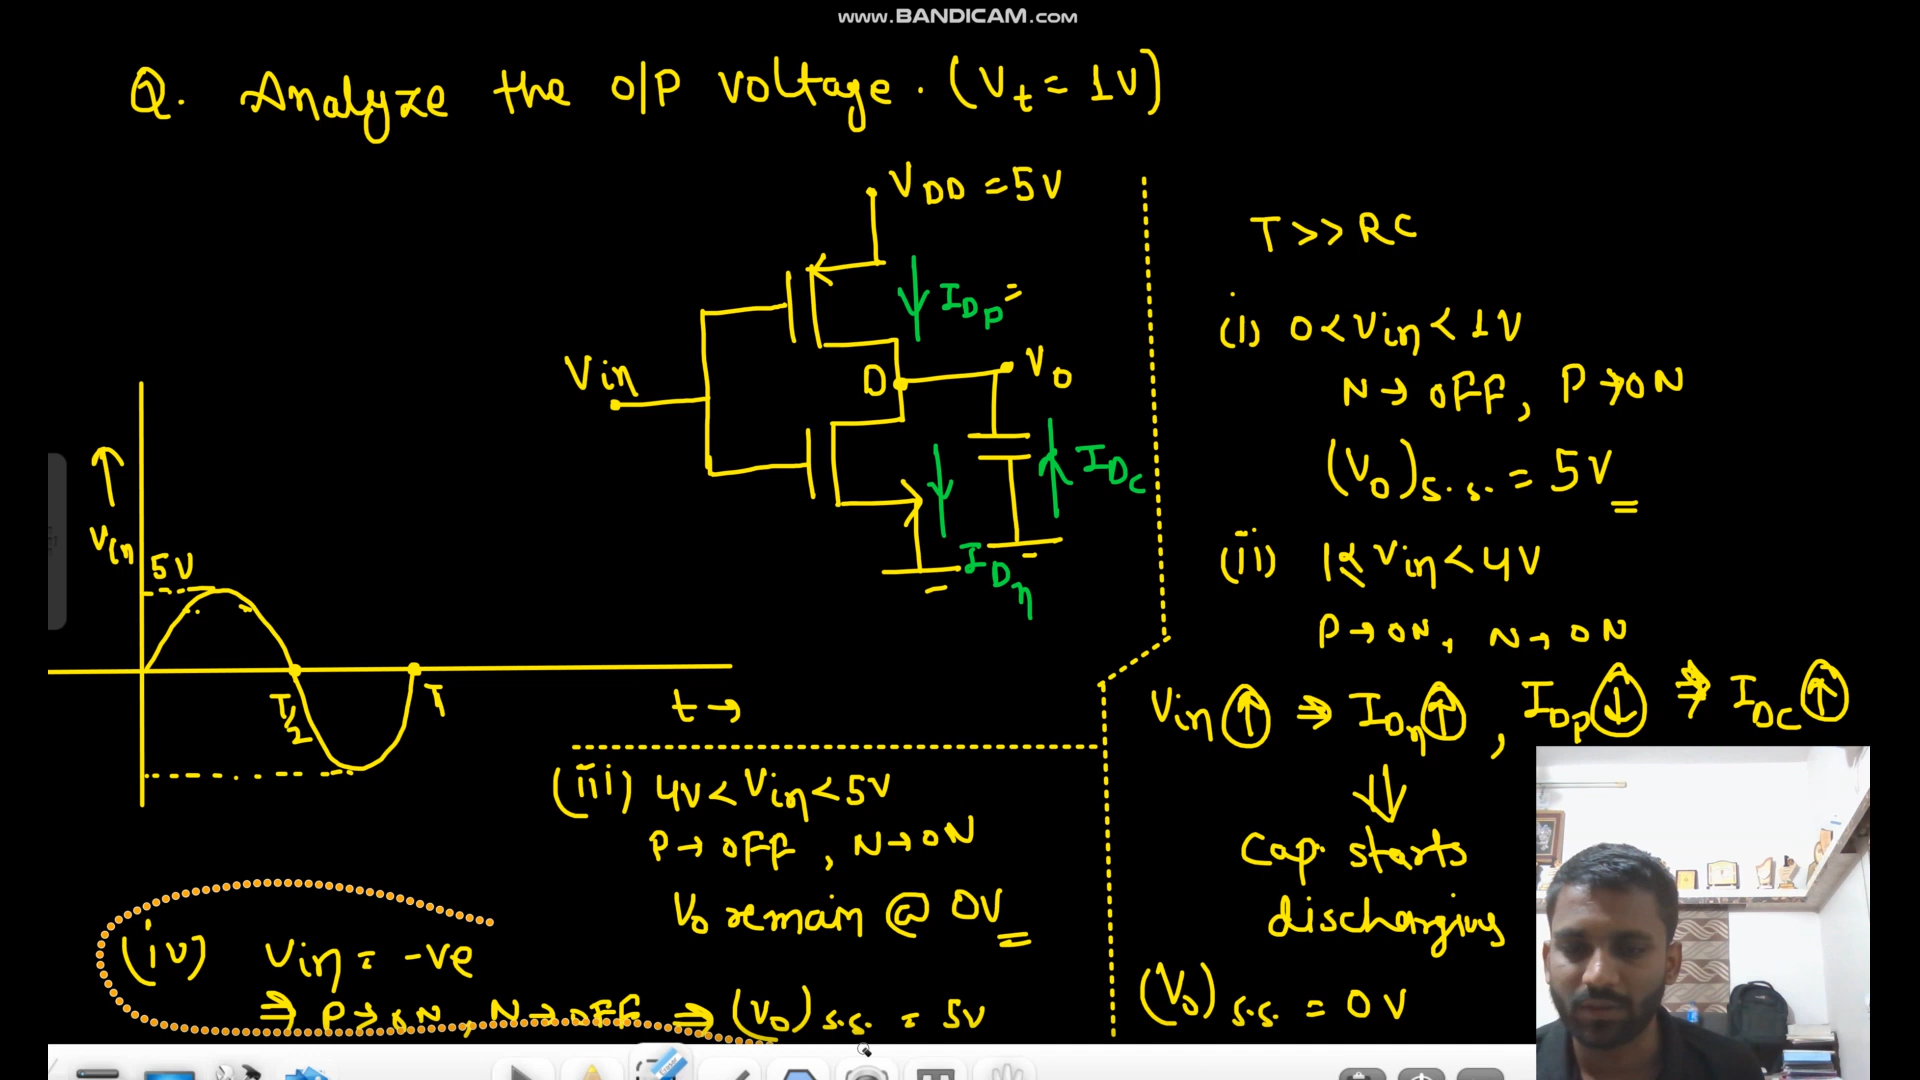 www.BANDICAM.com
Q. Analyze the o/p voltage. (Vt = 1V)
VDD = 5V
IDp =
Vin
D
Vo
IDc
IDn
Vin
5V
T/2
T
t →
T >> RC
(i) 0 < Vin < 1V
N → OFF, P → ON
(Vo)s.s. = 5V
(ii) 1 < Vin < 4V
P → ON, N → ON
Vin ↑ ⇒ IDn ↑, IDp ↓ ⇒ IDC ↑
⇓
Cap. starts
discharging
(Vo)s.s. = 0V
(iii) 4V < Vin < 5V
P → OFF, N → ON
Vo remain @ 0V
(iv) Vin = -ve
⇒ P → ON, N → OFF ⇒ (Vo)s.s. = 5V